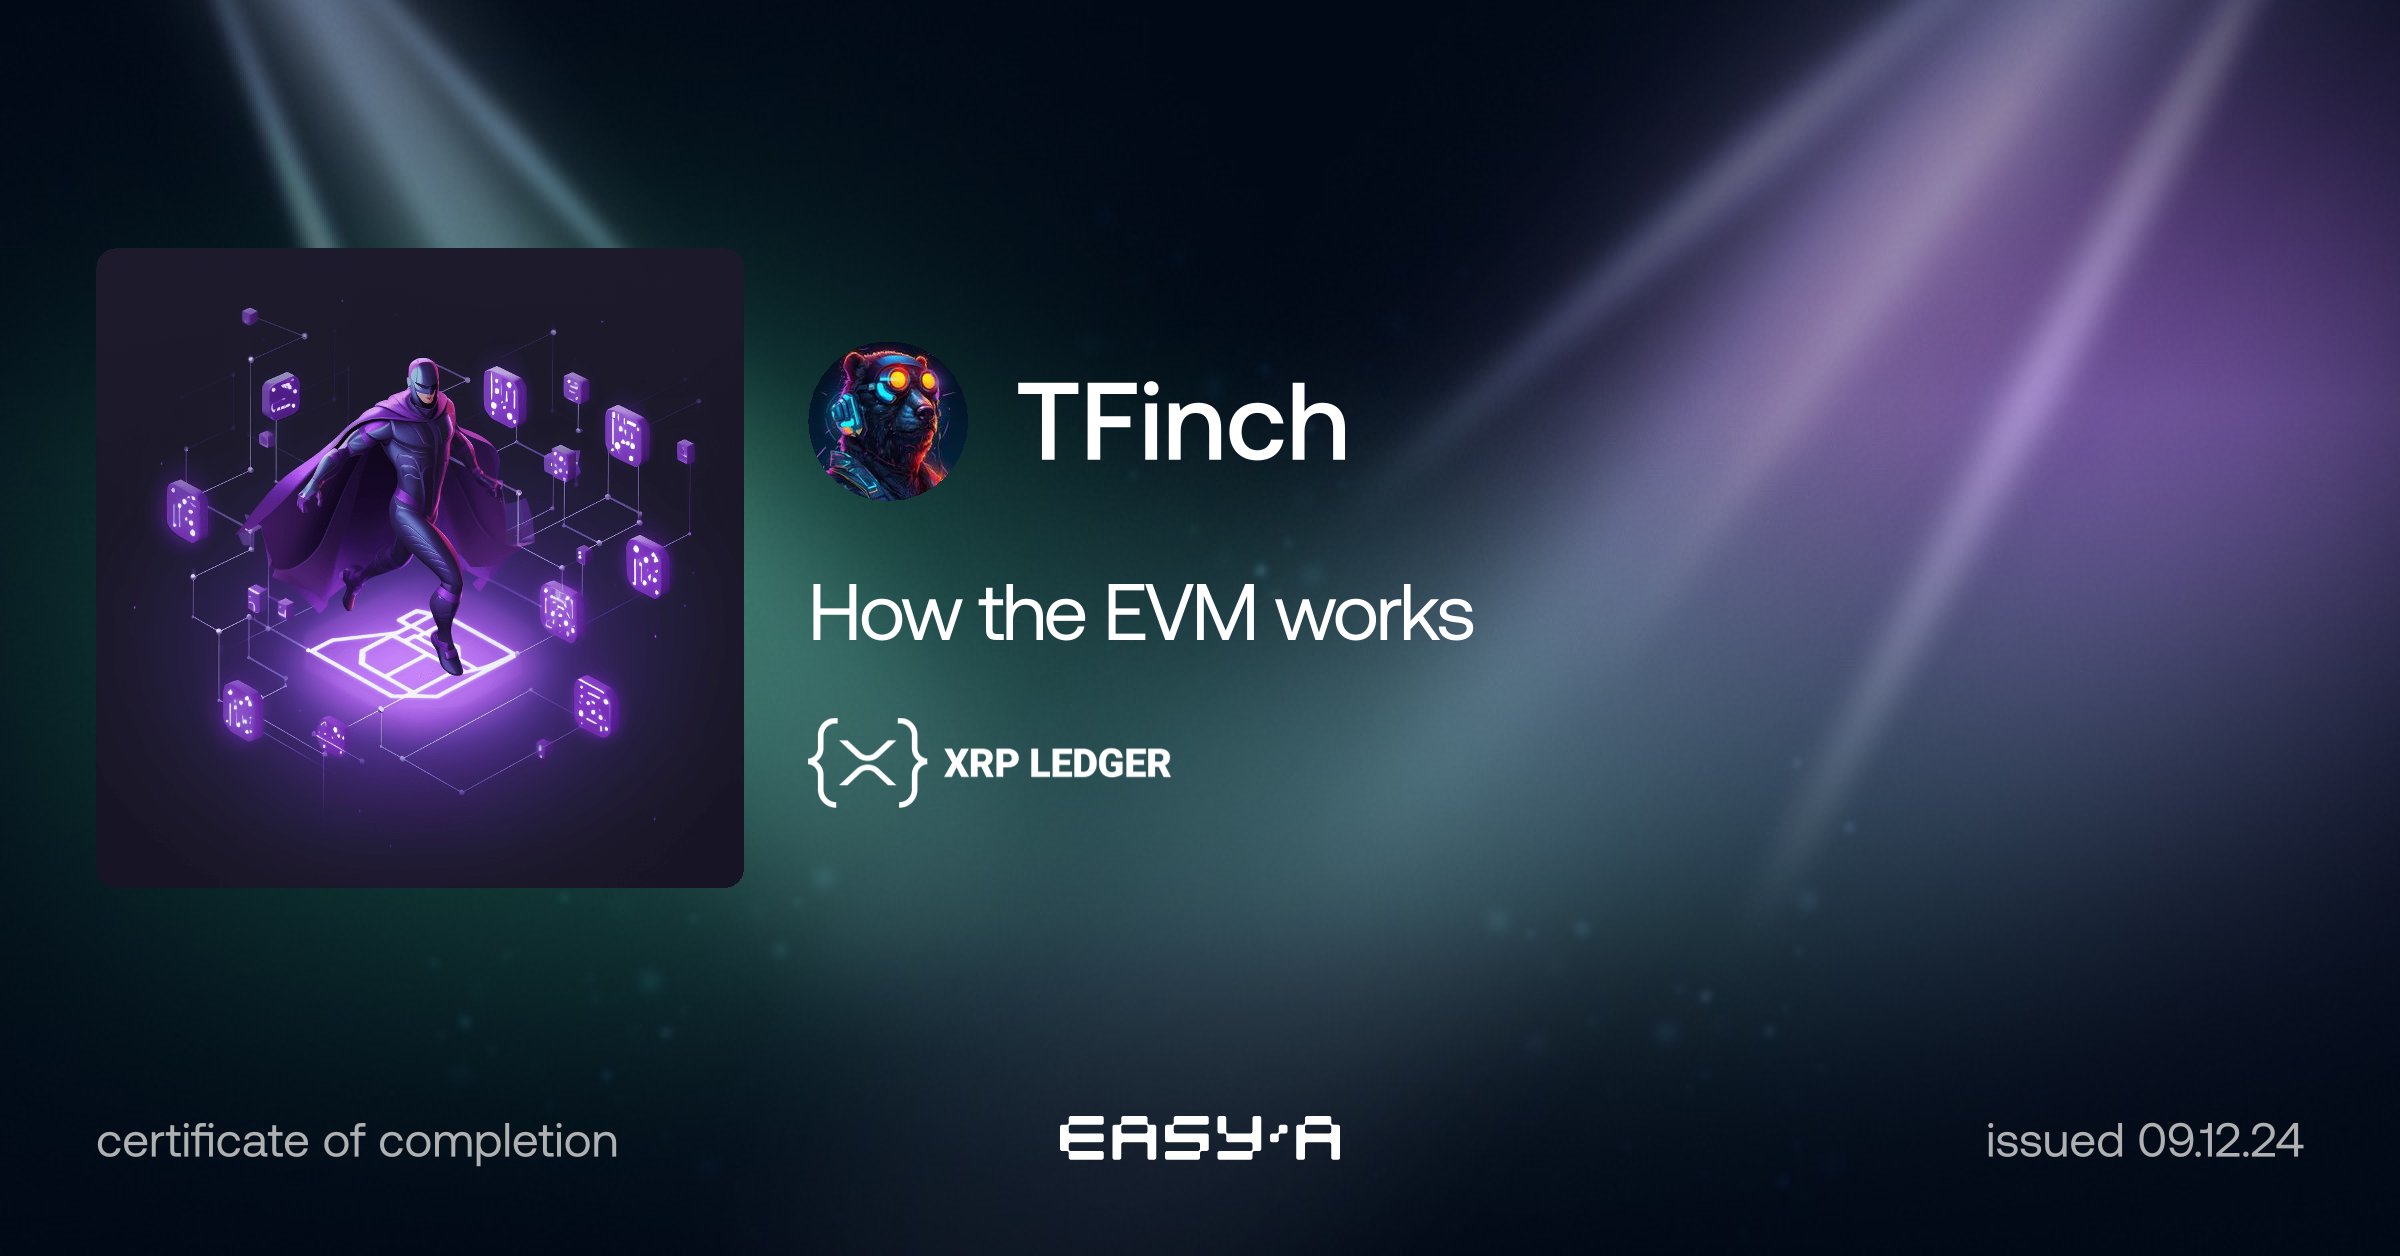 TFinch
How the EVM works
XRP LEDGER
certificate of completion
EASY·A
issued 09.12.24